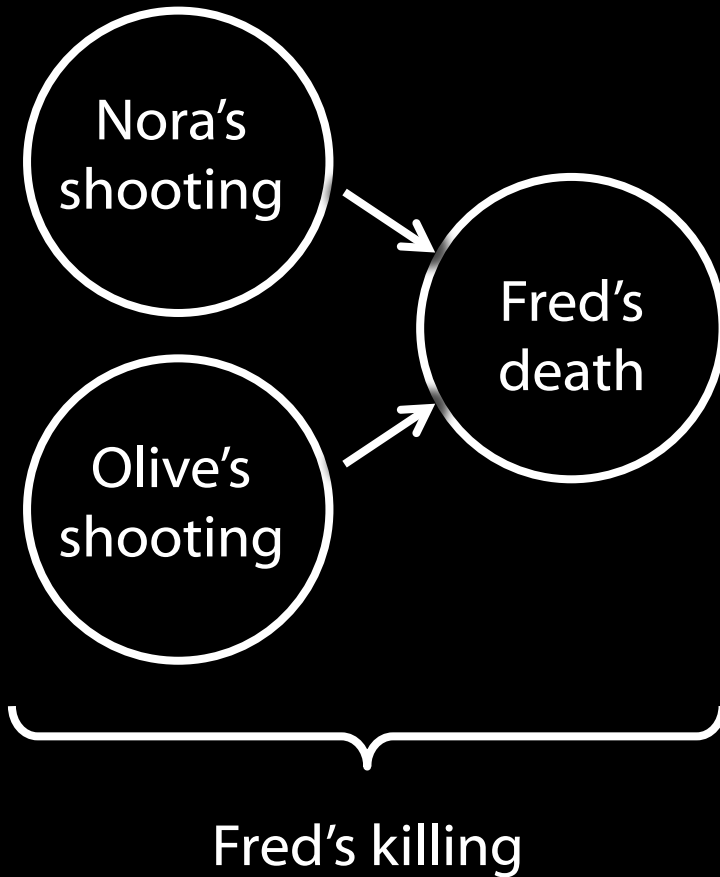 Nora’s
shooting
Fred’s
death
Olive’s
shooting
Fred’s killing